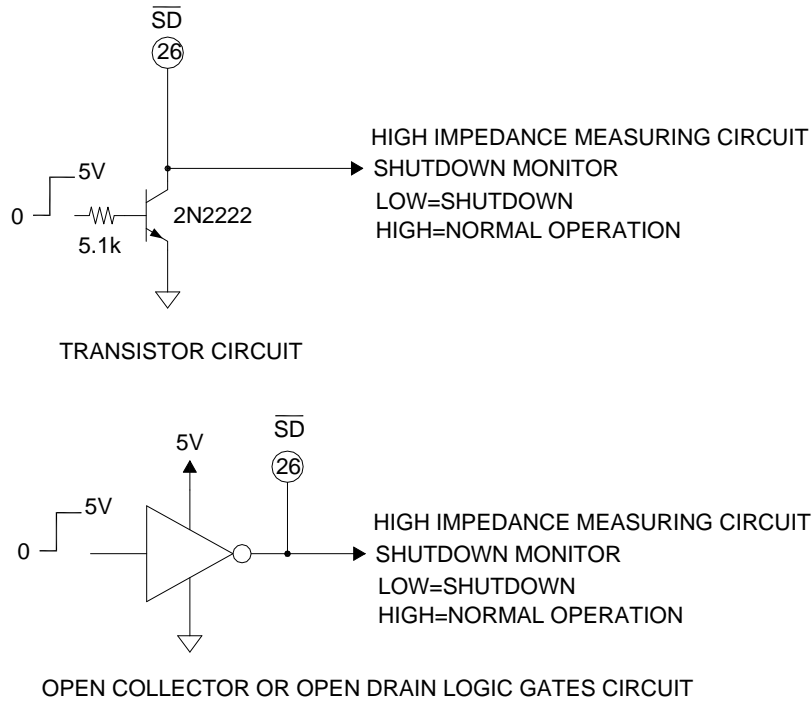 SD
26
HIGH IMPEDANCE MEASURING CIRCUIT
5V
SHUTDOWN MONITOR
LOW=SHUTDOWN
0
2N2222
HIGH=NORMAL OPERATION
5.1k
TRANSISTOR CIRCUIT
SD
5V
26
5V
HIGH IMPEDANCE MEASURING CIRCUIT
0
SHUTDOWN MONITOR
LOW=SHUTDOWN
HIGH=NORMAL OPERATION
OPEN COLLECTOR OR OPEN DRAIN LOGIC GATES CIRCUIT